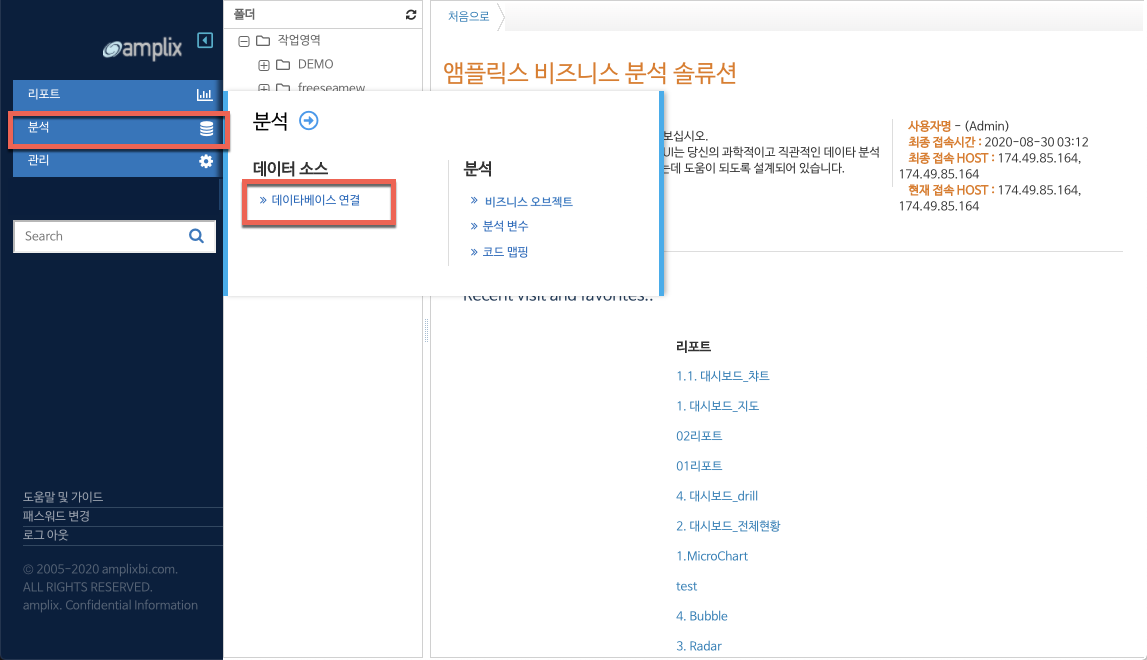 amplix
리포트
분석
관리
Search
도움말 및 가이드
패스워드 변경
로그 아웃
© 2005-2020 amplixbi.com.
ALL RIGHTS RESERVED.
amplix. Confidential Information
폴더
작업영역
DEMO
freeseamew
분석
데이터 소스
» 데이타베이스 연결
분석
» 비즈니스 오브젝트
» 분석 변수
» 코드 맵핑
처음으로
앰플릭스 비즈니스 분석 솔루션
보십시오.
UI는 당신의 과학적이고 직관적인 데이타 분석
는데 도움이 되도록 설계되어 있습니다.
사용자명 - (Admin)
최종 접속시간 : 2020-08-30 03:12
최종 접속 HOST : 174.49.85.164,
174.49.85.164
현재 접속 HOST : 174.49.85.164,
174.49.85.164
Recent visit and favorites..
리포트
1.1. 대시보드_챠트
1. 대시보드_지도
02리포트
01리포트
4. 대시보드_drill
2. 대시보드_전체현황
1.MicroChart
test
4. Bubble
3. Radar